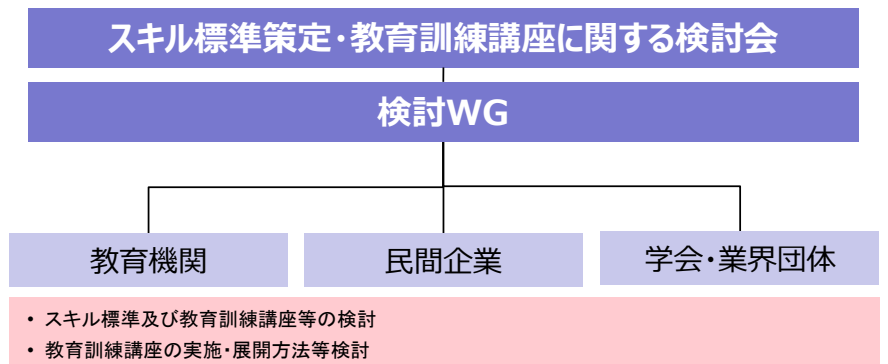 スキル標準策定・教育訓練講座に関する検討会
検討WG
教育機関
民間企業
学会・業界団体
• スキル標準及び教育訓練講座等の検討
• 教育訓練講座の実施・展開方法等検討